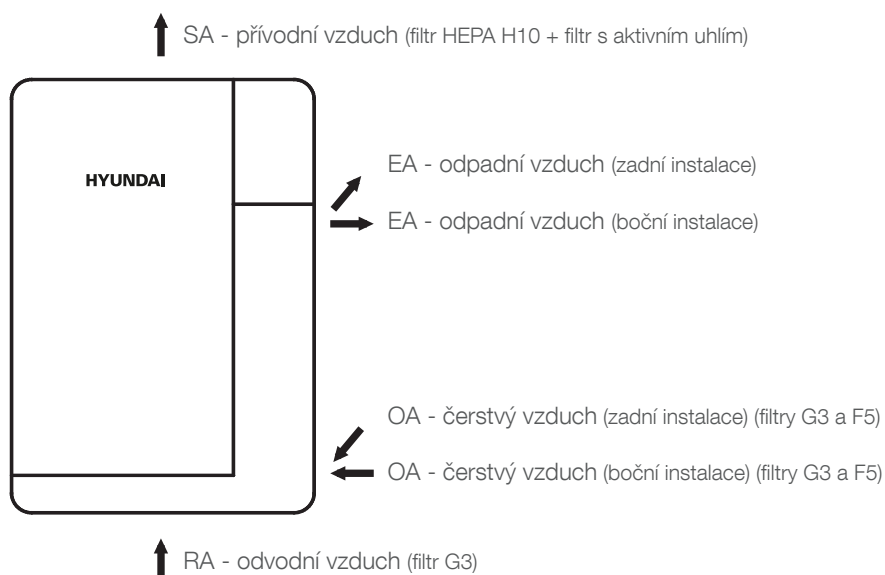 SA - přívodní vzduch (filtr HEPA H10 + filtr s aktivním uhlím)
HYUNDAI
EA - odpadní vzduch (zadní instalace)
EA - odpadní vzduch (boční instalace)
OA - čerstvý vzduch (zadní instalace) (filtry G3 a F5)
OA - čerstvý vzduch (boční instalace) (filtry G3 a F5)
RA - odvodní vzduch (filtr G3)